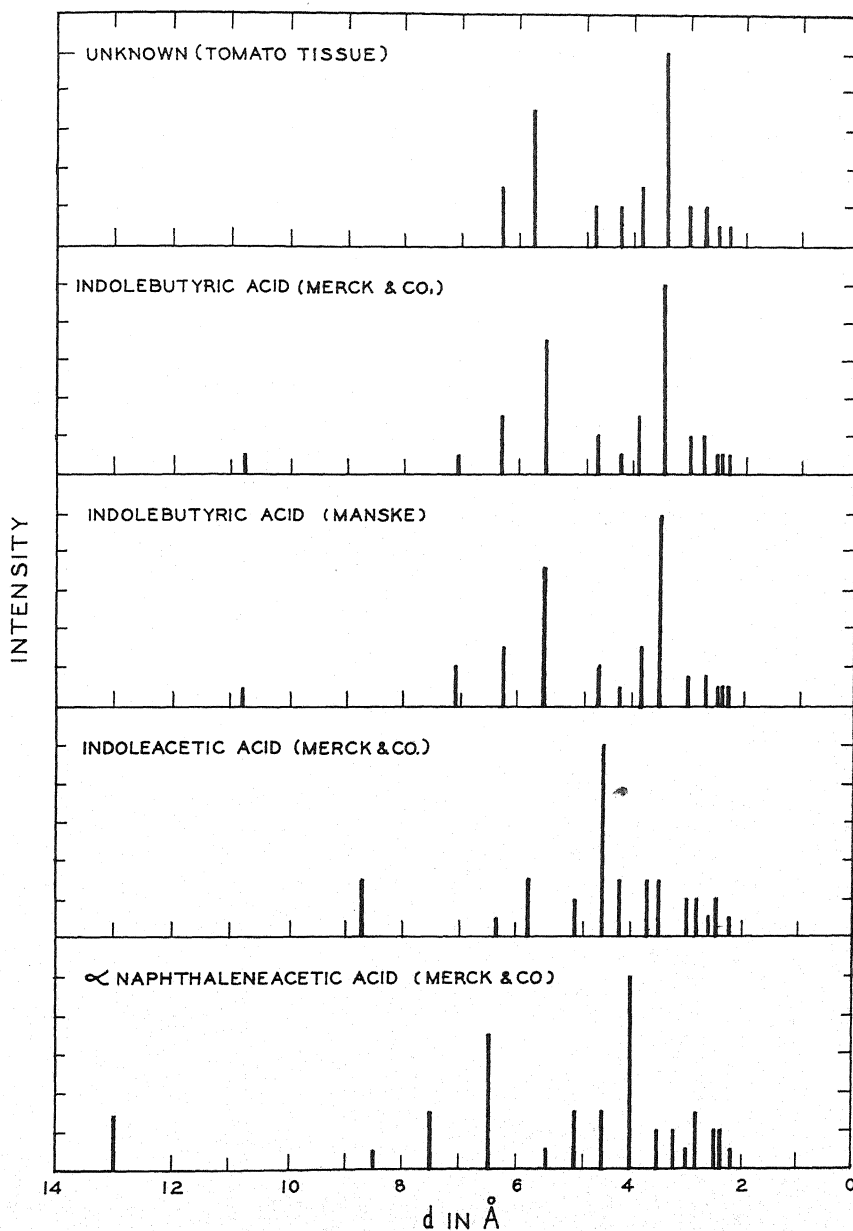 UNKNOWN (TOMATO TISSUE)
INDOLEBUTYRIC ACID (MERCK & CO.)
INDOLEBUTYRIC ACID (MANSKE)
INDOLEACETIC ACID (MERCK & CO.)
∝ NAPHTHALENEACETIC ACID (MERCK & CO)
INTENSITY
14 12 10 8 6 4 2 0
d IN Å